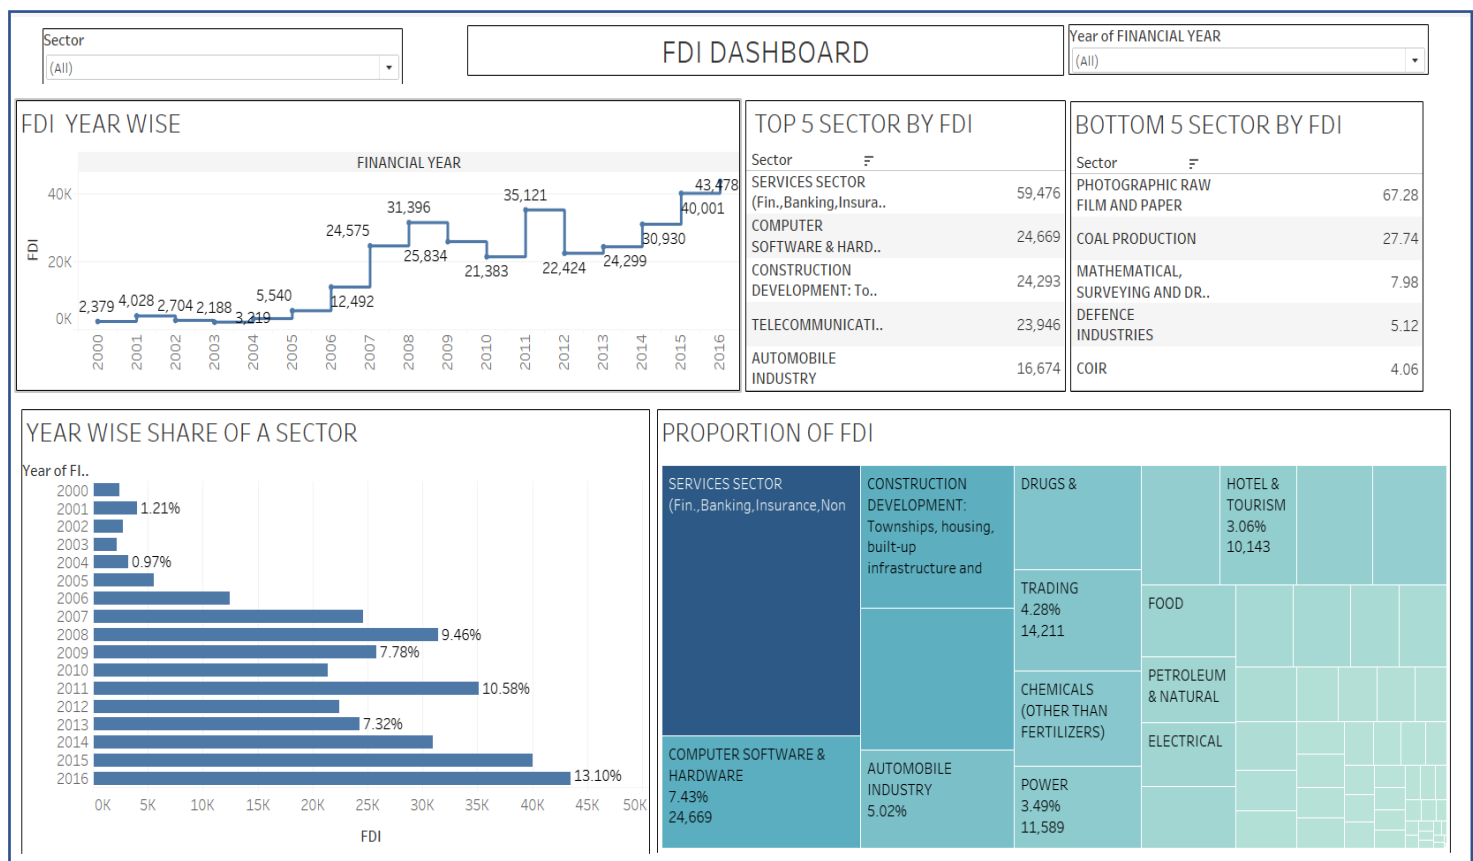 Sector
(All)
FDI DASHBOARD
Year of FINANCIAL YEAR
(All)
FDI YEAR WISE
FINANCIAL YEAR
FDI
40K
20K
0K
2,379
4,028
2,704
2,188
3,219
5,540
12,492
24,575
31,396
25,834
21,383
35,121
22,424
24,299
30,930
40,001
43,478
2000
2001
2002
2003
2004
2005
2006
2007
2008
2009
2010
2011
2012
2013
2014
2015
2016
TOP 5 SECTOR BY FDI
Sector
SERVICES SECTOR
(Fin.,Banking,Insura..
59,476
COMPUTER
SOFTWARE & HARD..
24,669
CONSTRUCTION
DEVELOPMENT: To..
24,293
TELECOMMUNICATI..
23,946
AUTOMOBILE
INDUSTRY
16,674
BOTTOM 5 SECTOR BY FDI
Sector
PHOTOGRAPHIC RAW
FILM AND PAPER
67.28
COAL PRODUCTION
27.74
MATHEMATICAL,
SURVEYING AND DR..
7.98
DEFENCE
INDUSTRIES
5.12
COIR
4.06
YEAR WISE SHARE OF A SECTOR
Year of FI..
2000
2001 1.21%
2002
2003
2004 0.97%
2005
2006
2007
2008 9.46%
2009 7.78%
2010
2011 10.58%
2012
2013 7.32%
2014
2015
2016 13.10%
0K 5K 10K 15K 20K 25K 30K 35K 40K 45K 50K
FDI
PROPORTION OF FDI
SERVICES SECTOR
(Fin.,Banking,Insurance,Non
COMPUTER SOFTWARE &
HARDWARE
7.43%
24,669
CONSTRUCTION
DEVELOPMENT:
Townships, housing,
built-up
infrastructure and
AUTOMOBILE
INDUSTRY
5.02%
DRUGS &
TRADING
4.28%
14,211
CHEMICALS
(OTHER THAN
FERTILIZERS)
POWER
3.49%
11,589
HOTEL &
TOURISM
3.06%
10,143
FOOD
PETROLEUM
& NATURAL
ELECTRICAL